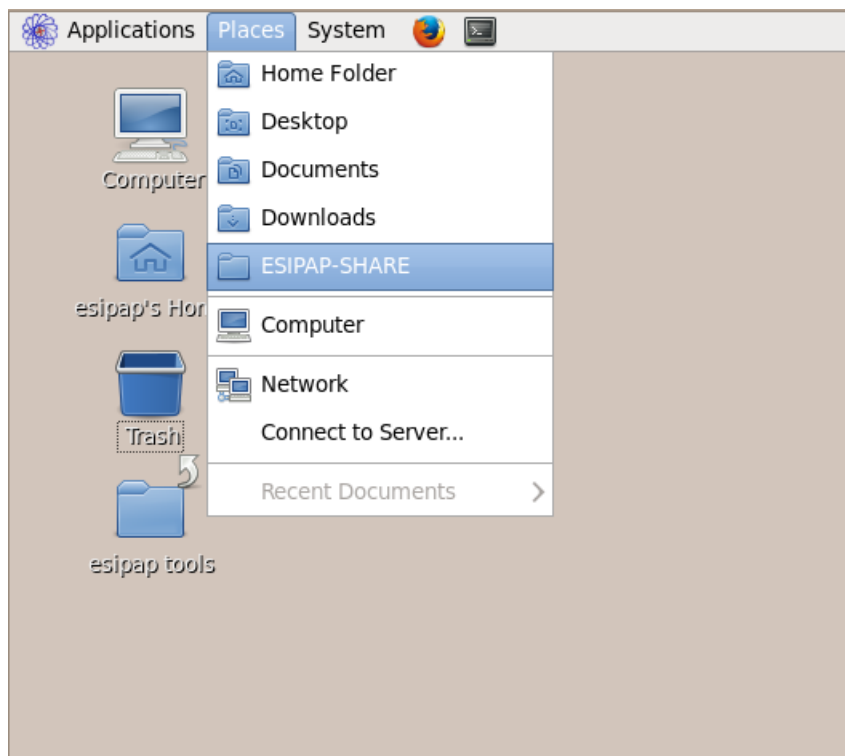 Applications Places System
Home Folder
Desktop
Documents
Downloads
ESIPAP-SHARE
Computer
Network
Connect to Server...
Recent Documents
Computer
esipap's Hor
Trash
esipap tools